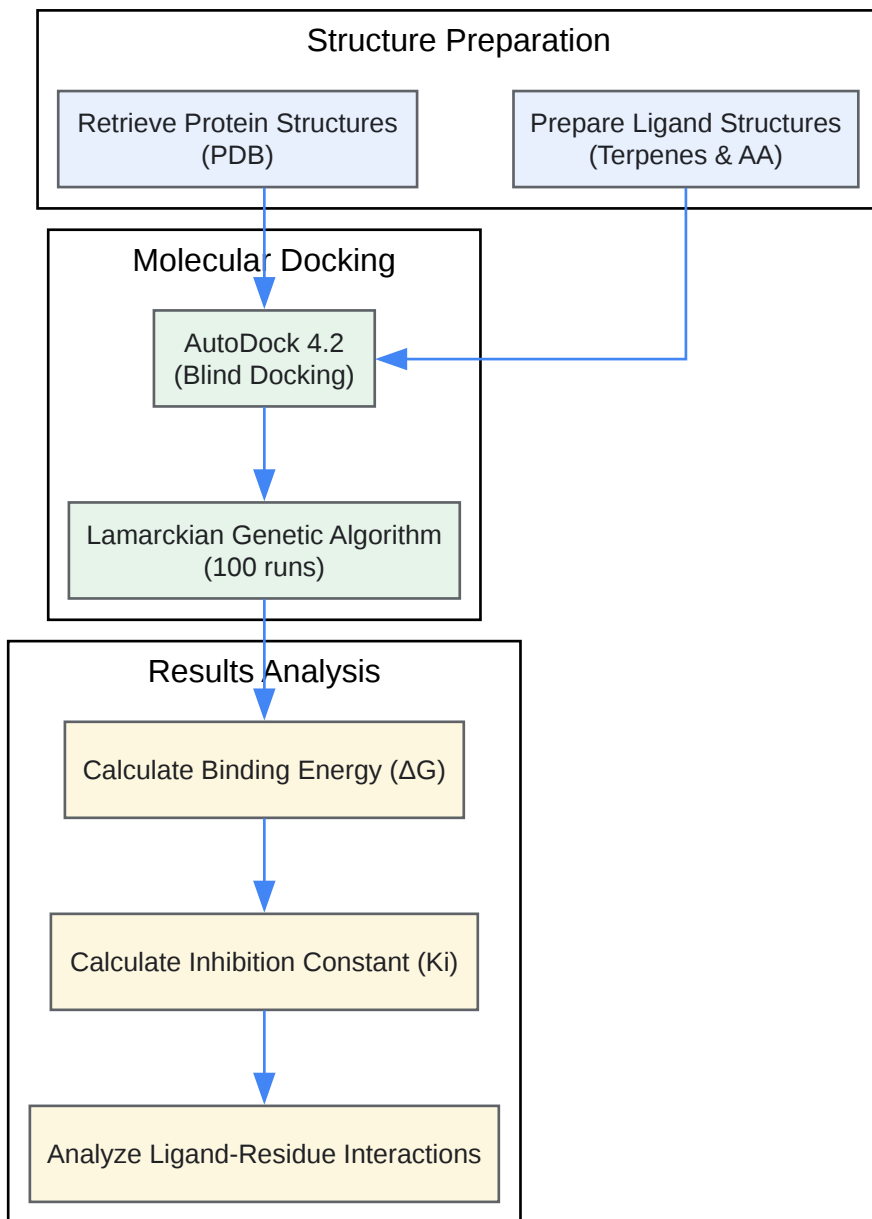 Structure Preparation
Retrieve Protein Structures
(PDB)
Prepare Ligand Structures
(Terpenes & AA)
Molecular Docking
AutoDock 4.2
(Blind Docking)
Lamarckian Genetic Algorithm
(100 runs)
Results Analysis
Calculate Binding Energy (ΔG)
Calculate Inhibition Constant (Ki)
Analyze Ligand-Residue Interactions